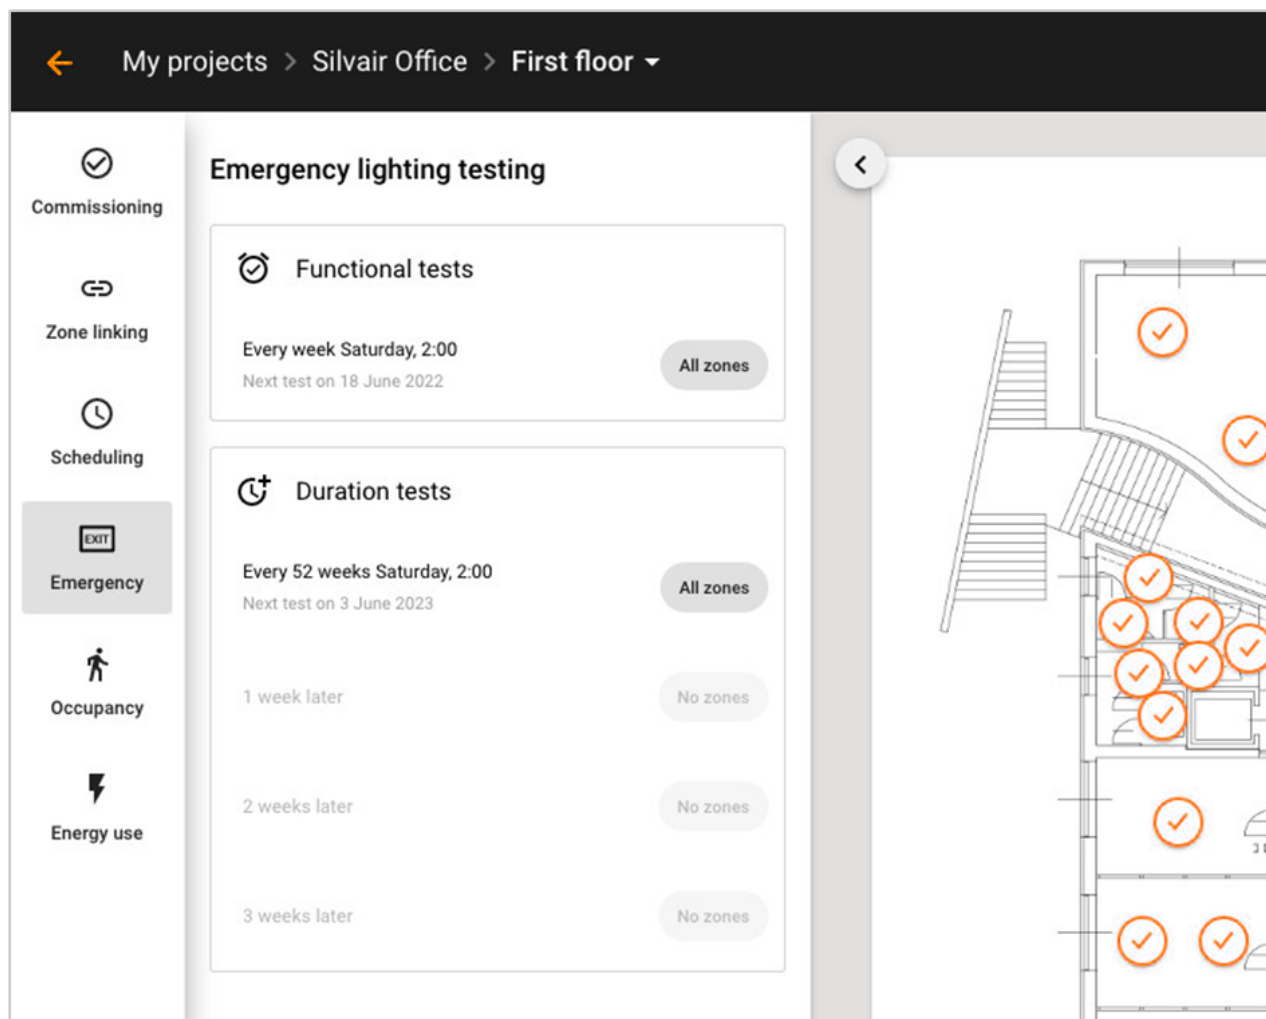 My projects > Silvair Office > First floor
Commissioning
Zone linking
Scheduling
EXIT
Emergency
Occupancy
Energy use
Emergency lighting testing
Functional tests
Every week Saturday, 2:00
Next test on 18 June 2022
All zones
Duration tests
Every 52 weeks Saturday, 2:00
Next test on 3 June 2023
All zones
1 week later
No zones
2 weeks later
No zones
3 weeks later
No zones